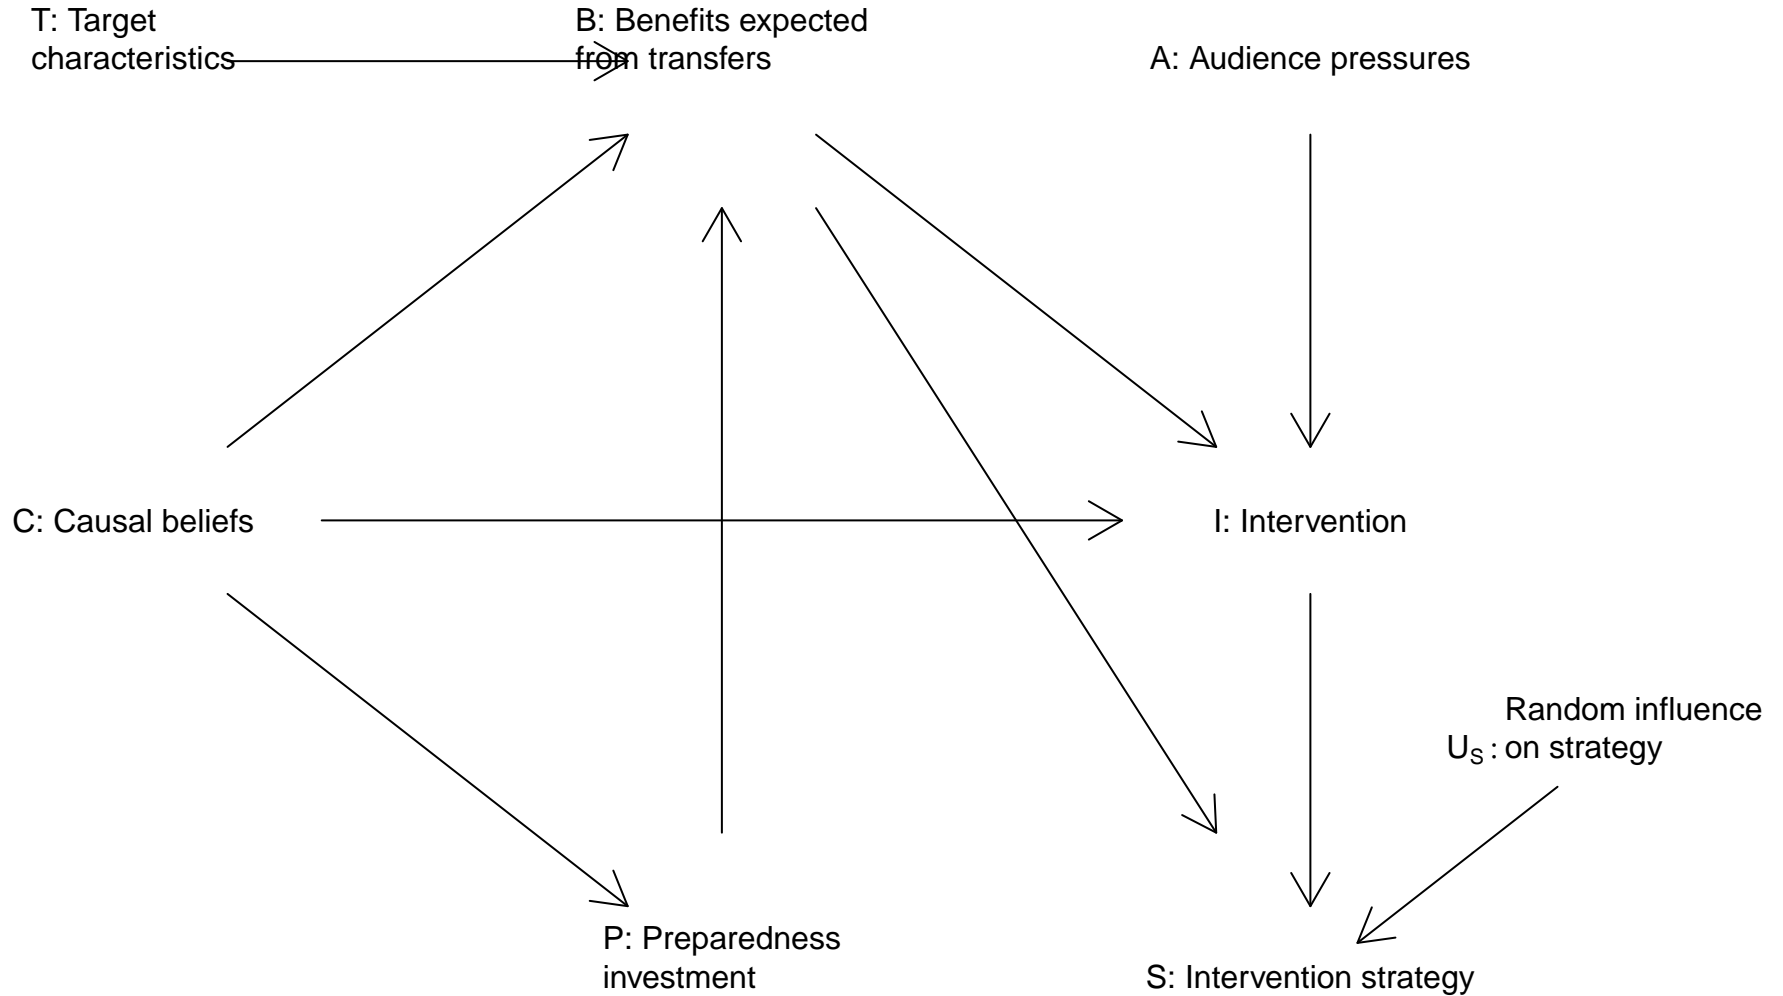 T: Target
characteristics
B: Benefits expected
from transfers
A: Audience pressures
C: Causal beliefs
I: Intervention
Random influence
U_S : on strategy
P: Preparedness
investment
S: Intervention strategy